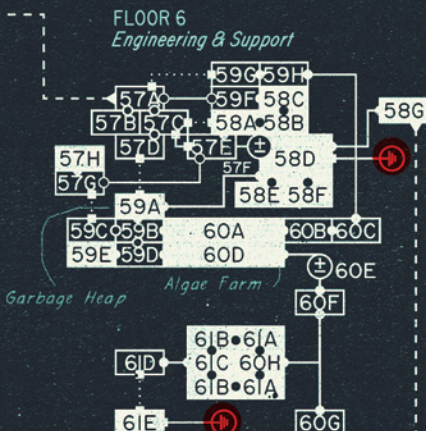 FLOOR 6
Engineering & Support
59G 59H
57A 59F 58C
58G
57B 57C 58A 58B
57D 57E 58D
57H
57F
57G
58E 58F
59A
59C 59B 60A 60B 60C
59E 59D 60D
60E
Garbage Heap Algae Farm
60F
61B 61A
61D 61C 60H
61B 61A
61E 60G